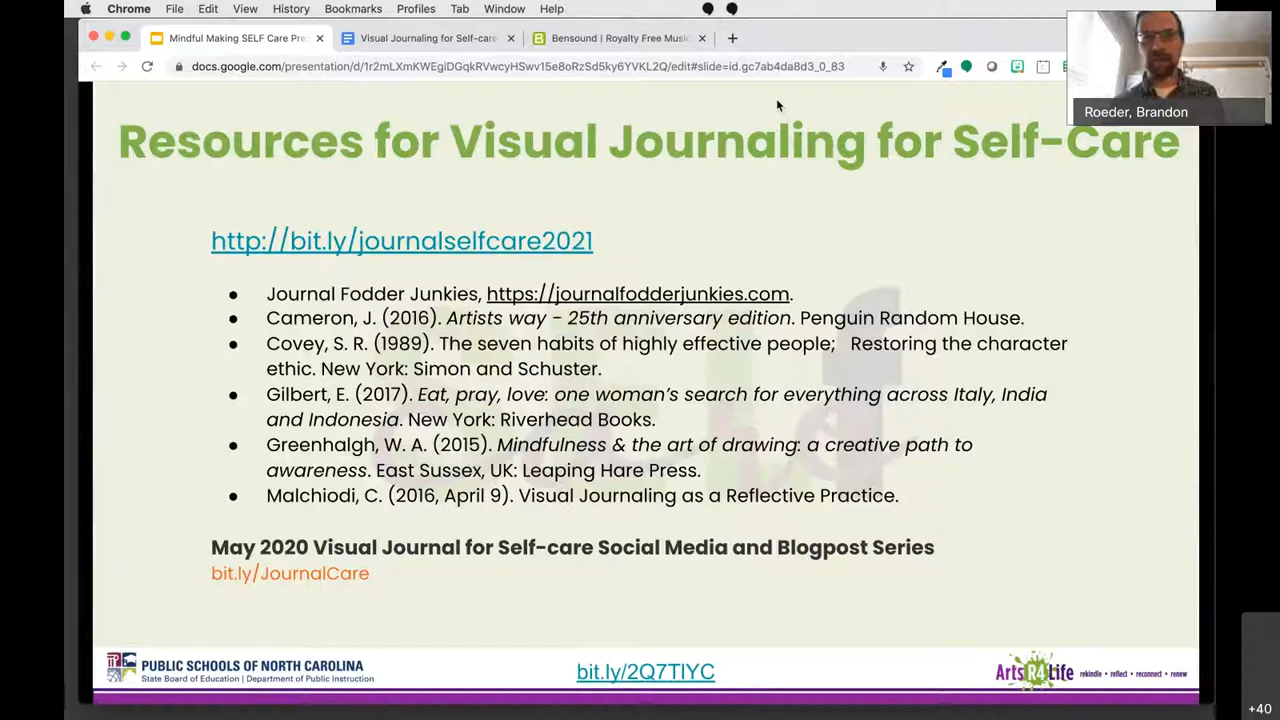 Chrome File Edit View History Bookmarks Profiles Tab Window Help
Mindful Making SELF Care Pre
Visual Journaling for Self-care
Bensound | Royalty Free Music
docs.google.com/presentation/d/1r2mLXmKWEgiDGqkRVwcyHSwv15e8oRzSd5ky6YVKL2Q/edit#slide=id.gc7ab4da8d3_0_83
Roeder, Brandon
Resources for Visual Journaling for Self-Care
http://bit.ly/journalselfcare2021
● Journal Fodder Junkies, https://journalfodderjunkies.com.
● Cameron, J. (2016). Artists way - 25th anniversary edition. Penguin Random House.
● Covey, S. R. (1989). The seven habits of highly effective people; Restoring the character
ethic. New York: Simon and Schuster.
● Gilbert, E. (2017). Eat, pray, love: one woman's search for everything across Italy, India
and Indonesia. New York: Riverhead Books.
● Greenhalgh, W. A. (2015). Mindfulness & the art of drawing: a creative path to
awareness. East Sussex, UK: Leaping Hare Press.
● Malchiodi, C. (2016, April 9). Visual Journaling as a Reflective Practice.
May 2020 Visual Journal for Self-care Social Media and Blogpost Series
bit.ly/JournalCare
PUBLIC SCHOOLS OF NORTH CAROLINA
State Board of Education | Department of Public Instruction
bit.ly/2Q7TIYC
Arts R4 Life rekindle • reflect • reconnect • renew
+40